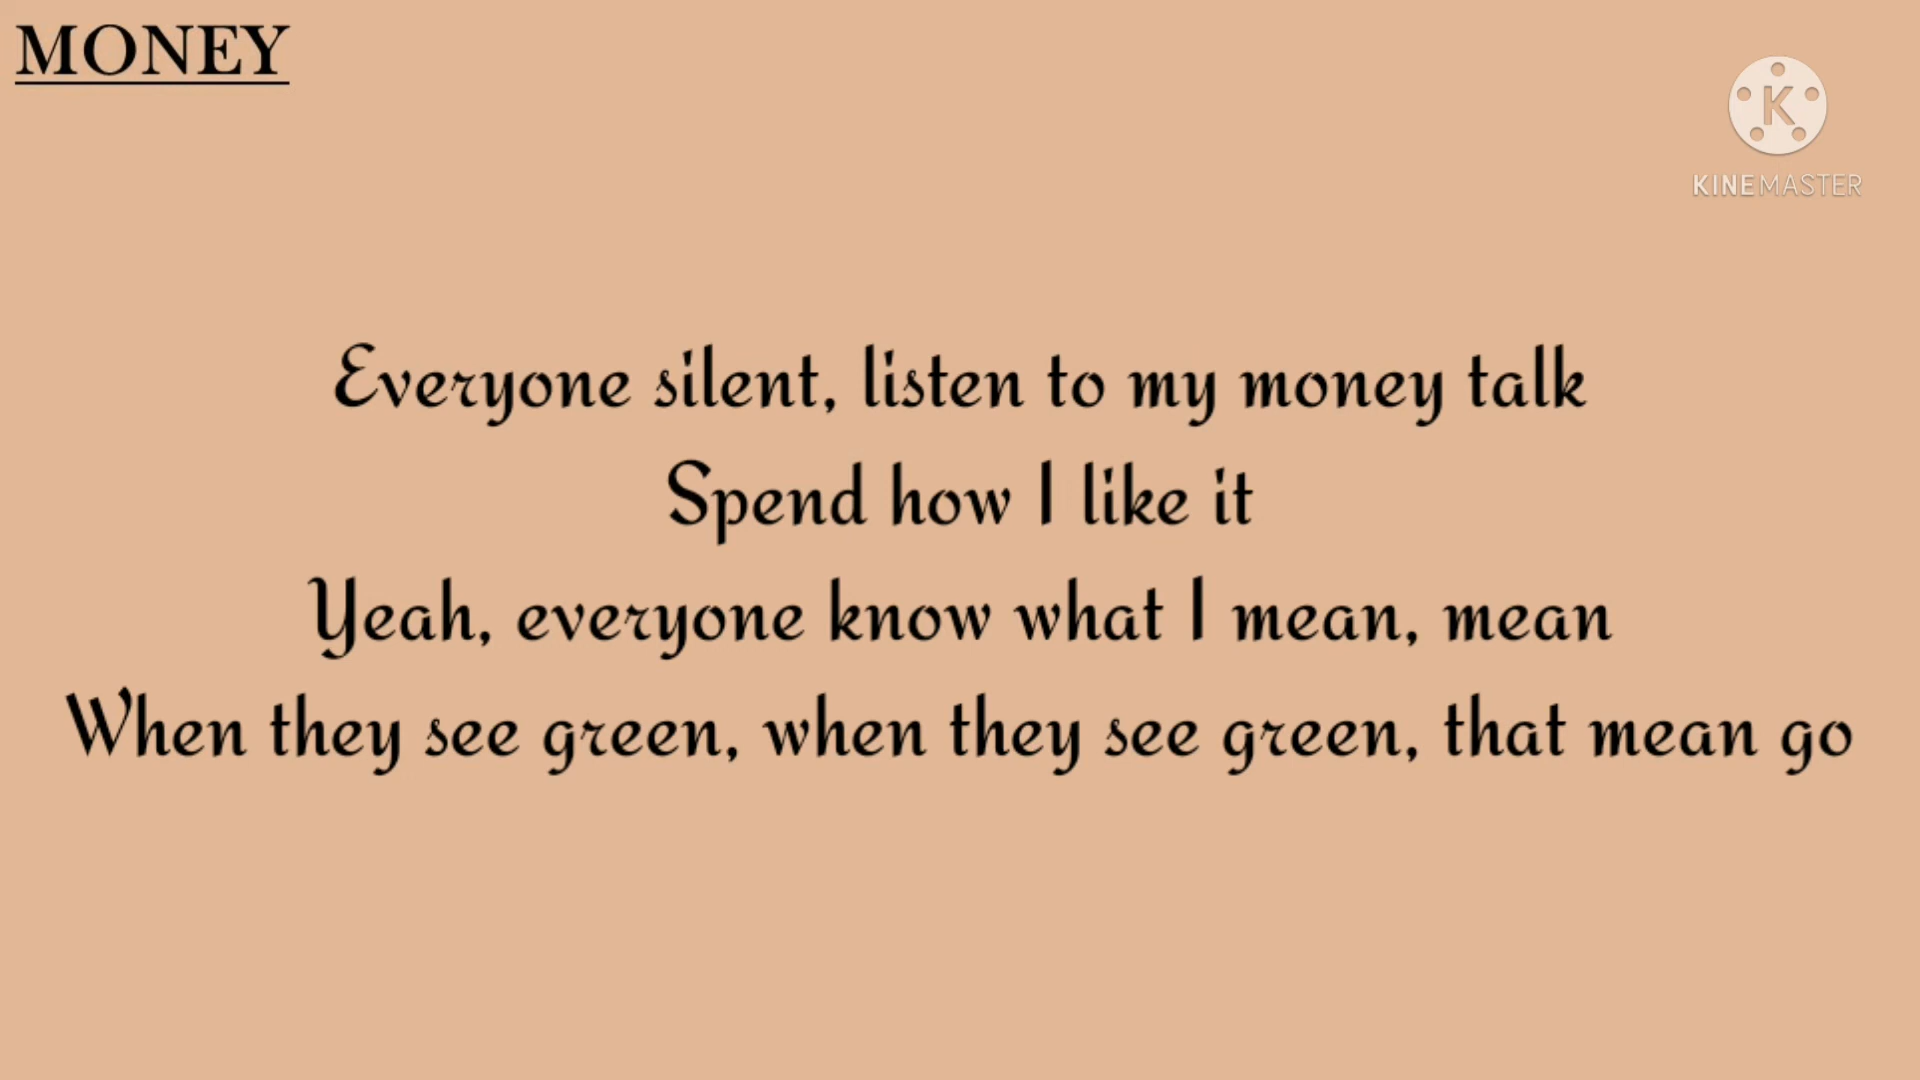 MONEY
K
KINEMASTER
Everyone silent, listen to my money talk
Spend how I like it
Yeah, everyone know what I mean, mean
When they see green, when they see green, that mean go